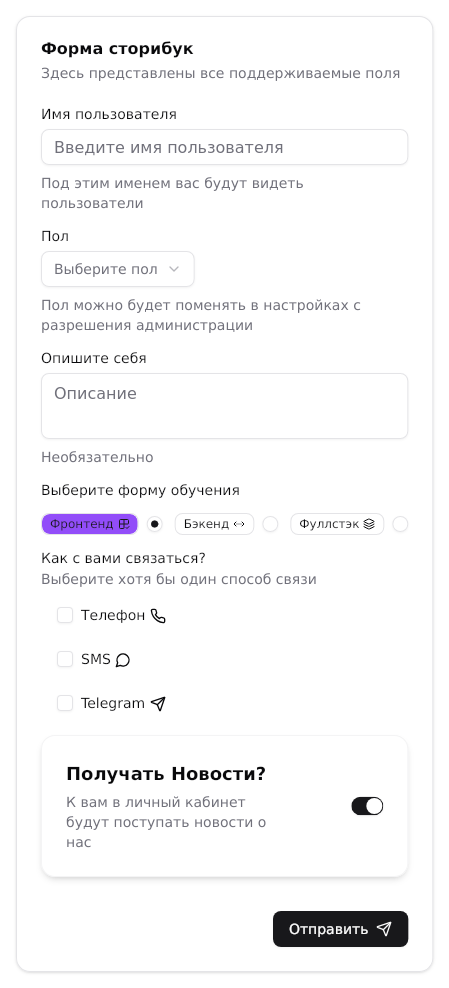 Форма сторибук
Здесь представлены все поддерживаемые поля
Имя пользователя
Введите имя пользователя
Под этим именем вас будут видеть
пользователи
Пол
Выберите пол
Пол можно будет поменять в настройках с
разрешения администрации
Опишите себя
Описание
Необязательно
Выберите форму обучения
Фронтенд Бэкенд Фуллстэк
Как с вами связаться?
Выберите хотя бы один способ связи
Телефон
SMS
Telegram
Получать Новости?
К вам в личный кабинет
будут поступать новости о
нас
Отправить